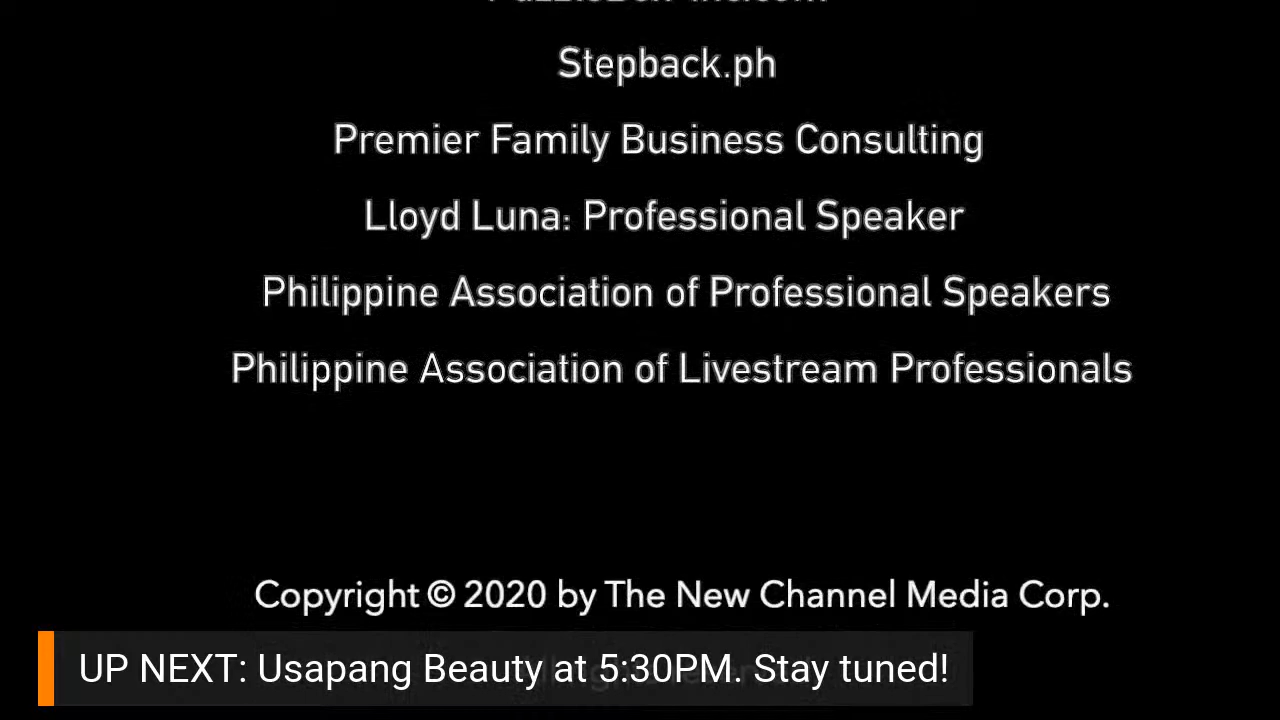 Stepback.ph
Premier Family Business Consulting
Lloyd Luna: Professional Speaker
Philippine Association of Professional Speakers
Philippine Association of Livestream Professionals
Copyright © 2020 by The New Channel Media Corp.
UP NEXT: Usapang Beauty at 5:30PM. Stay tuned!